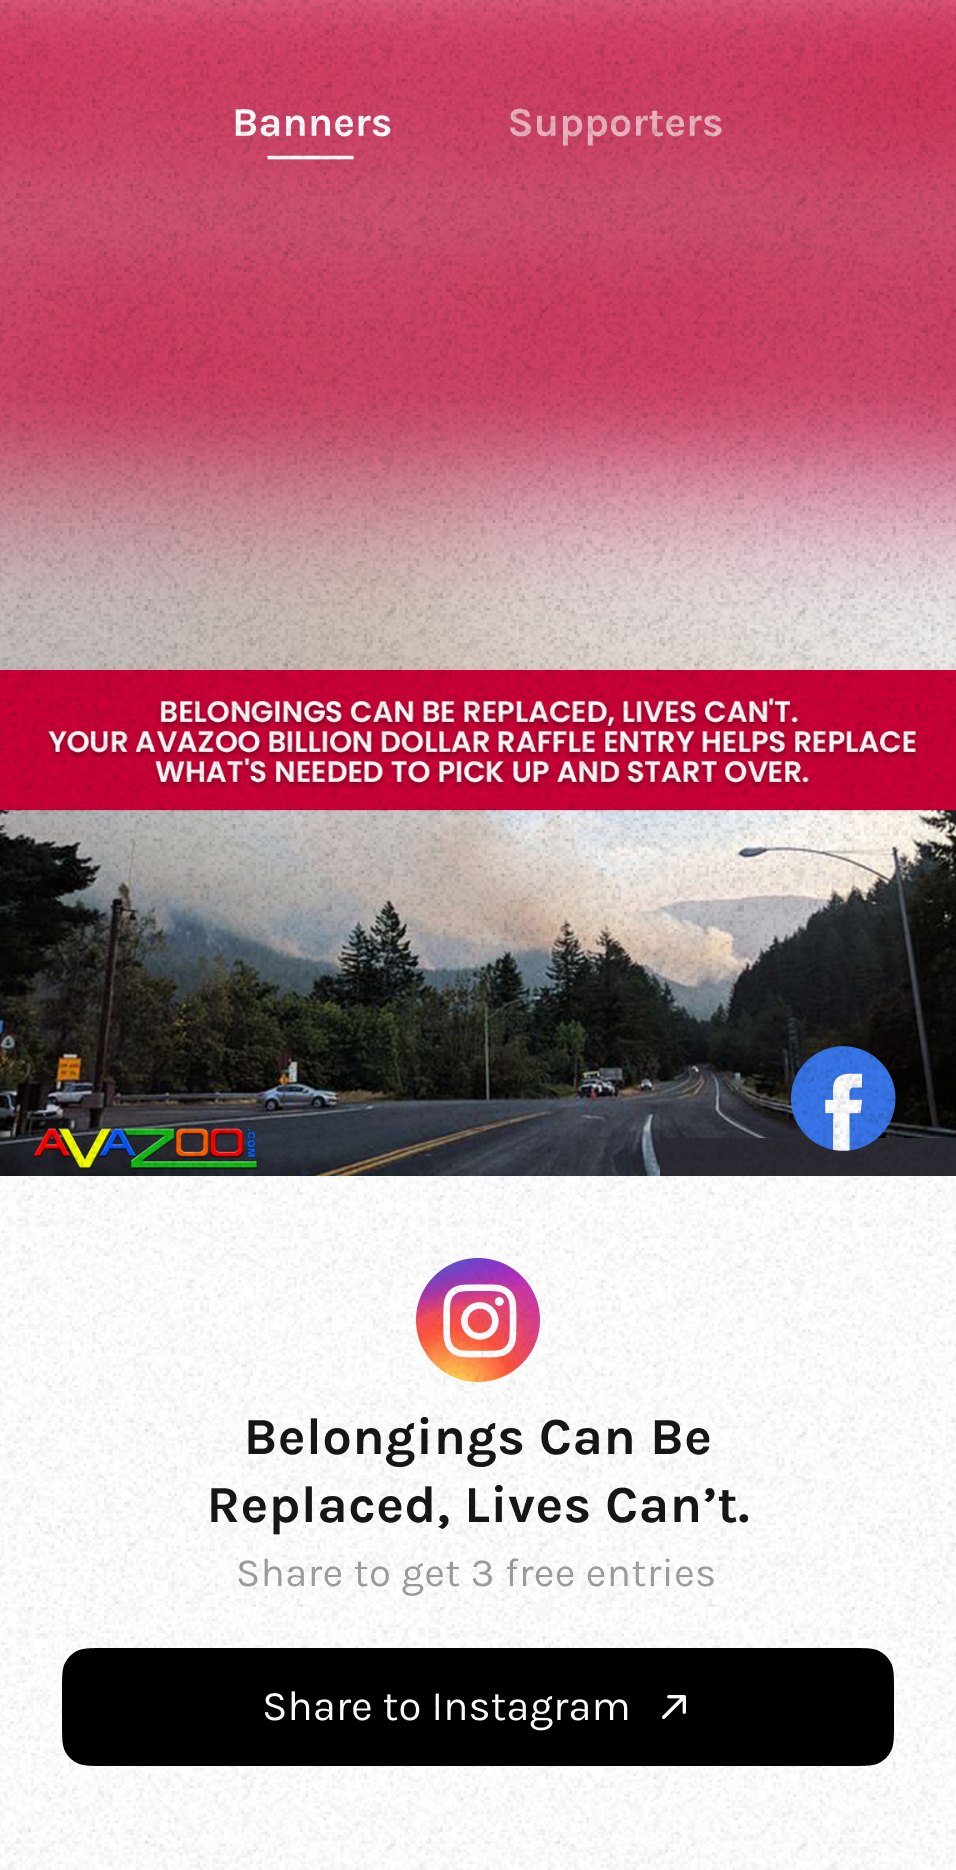 Banners
Supporters
BELONGINGS CAN BE REPLACED, LIVES CAN'T.
YOUR AVAZOO BILLION DOLLAR RAFFLE ENTRY HELPS REPLACE
WHAT'S NEEDED TO PICK UP AND START OVER.
AVAZOO.COM
Belongings Can Be
Replaced, Lives Can’t.
Share to get 3 free entries
Share to Instagram